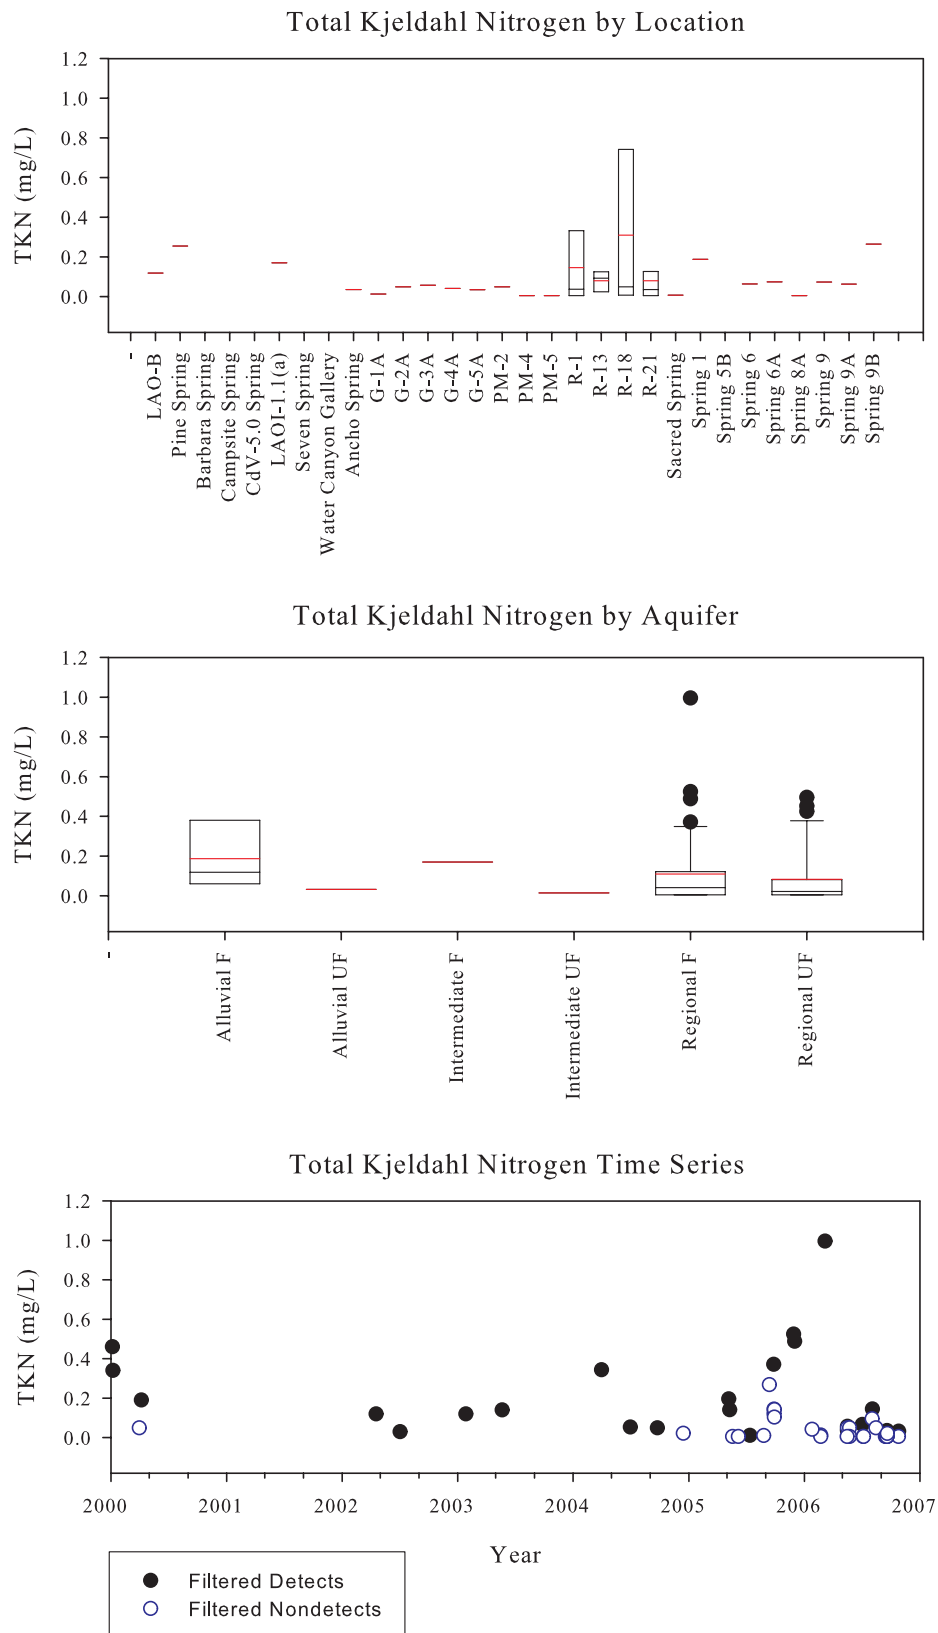 Total Kjeldahl Nitrogen by Location
TKN (mg/L)
1.2
1.0
0.8
0.6
0.4
0.2
0.0
-
LAO-B
Pine Spring
Barbara Spring
Campsite Spring
CdV-5.0 Spring
LAOI-1.1(a)
Seven Spring
Water Canyon Gallery
Ancho Spring
G-1A
G-2A
G-3A
G-4A
G-5A
PM-2
PM-4
PM-5
R-1
R-13
R-18
R-21
Sacred Spring
Spring 1
Spring 5B
Spring 6
Spring 6A
Spring 8A
Spring 9
Spring 9A
Spring 9B
Total Kjeldahl Nitrogen by Aquifer
TKN (mg/L)
1.2
1.0
0.8
0.6
0.4
0.2
0.0
-
Alluvial F
Alluvial UF
Intermediate F
Intermediate UF
Regional F
Regional UF
Total Kjeldahl Nitrogen Time Series
TKN (mg/L)
1.2
1.0
0.8
0.6
0.4
0.2
0.0
2000 2001 2002 2003 2004 2005 2006 2007
Year
Filtered Detects
Filtered Nondetects